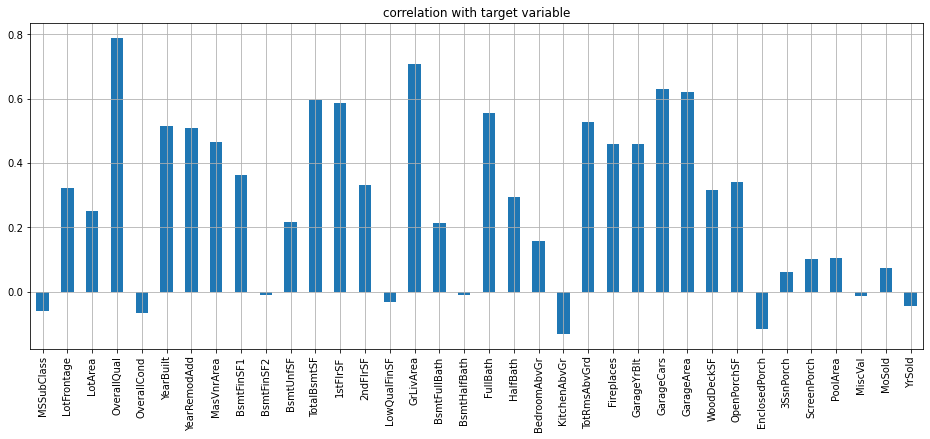 correlation with target variable
0.8
0.6
0.4
0.2
0.0
MSSubClass
LotFrontage
LotArea
OverallQual
OverallCond
YearBuilt
YearRemodAdd
MasVnrArea
BsmtFinSF1
BsmtFinSF2
BsmtUnfSF
TotalBsmtSF
1stFlrSF
2ndFlrSF
LowQualFinSF
GrLivArea
BsmtFullBath
BsmtHalfBath
FullBath
HalfBath
BedroomAbvGr
KitchenAbvGr
TotRmsAbvGrd
Fireplaces
GarageYrBlt
GarageCars
GarageArea
WoodDeckSF
OpenPorchSF
EnclosedPorch
3SsnPorch
ScreenPorch
PoolArea
MiscVal
MoSold
YrSold